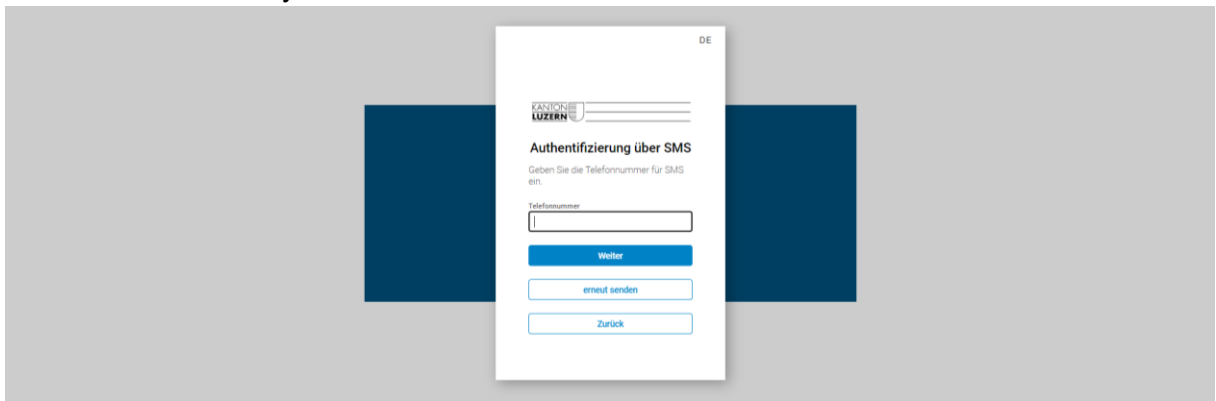 DE
KANTON
LUZERN
Authentifizierung über SMS
Geben Sie die Telefonnummer für SMS
ein.
Telefonnummer
Weiter
erneut senden
Zurück